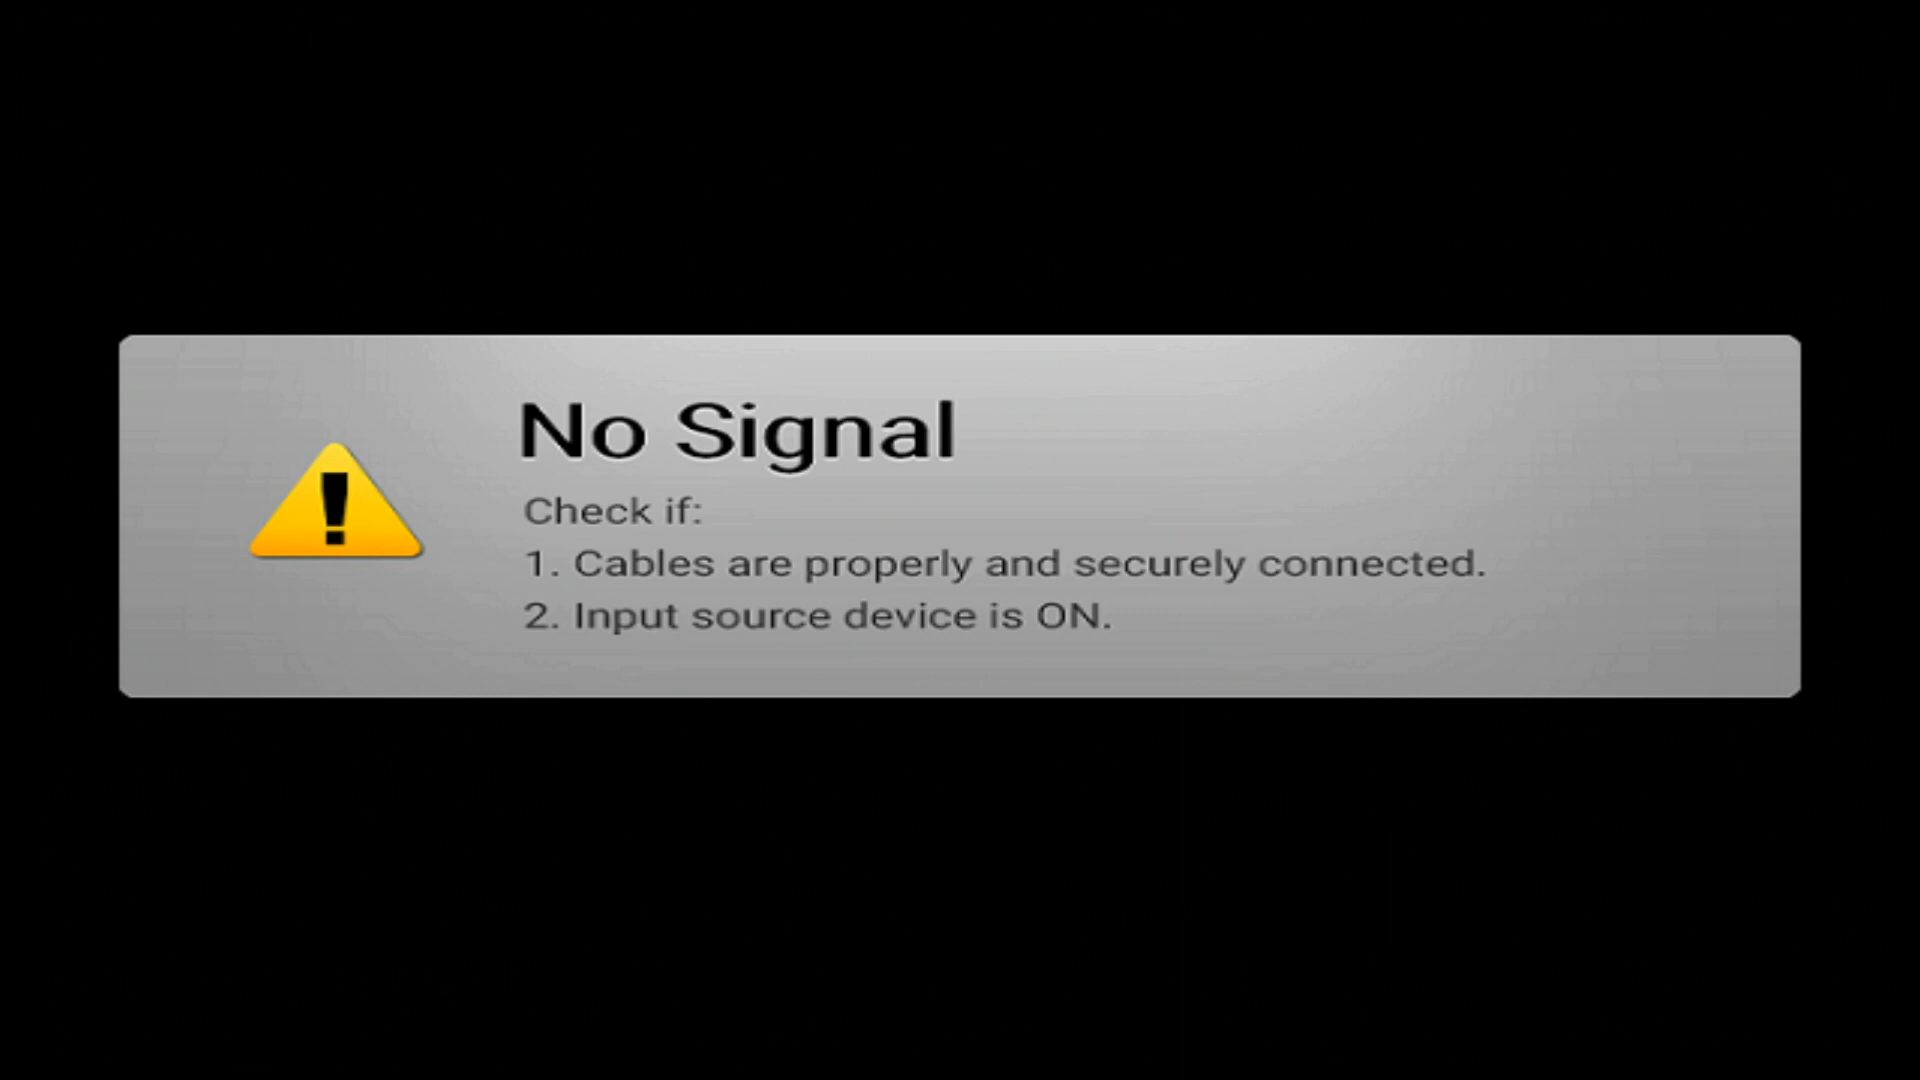 No Signal
Check if:
1. Cables are properly and securely connected.
2. Input source device is ON.